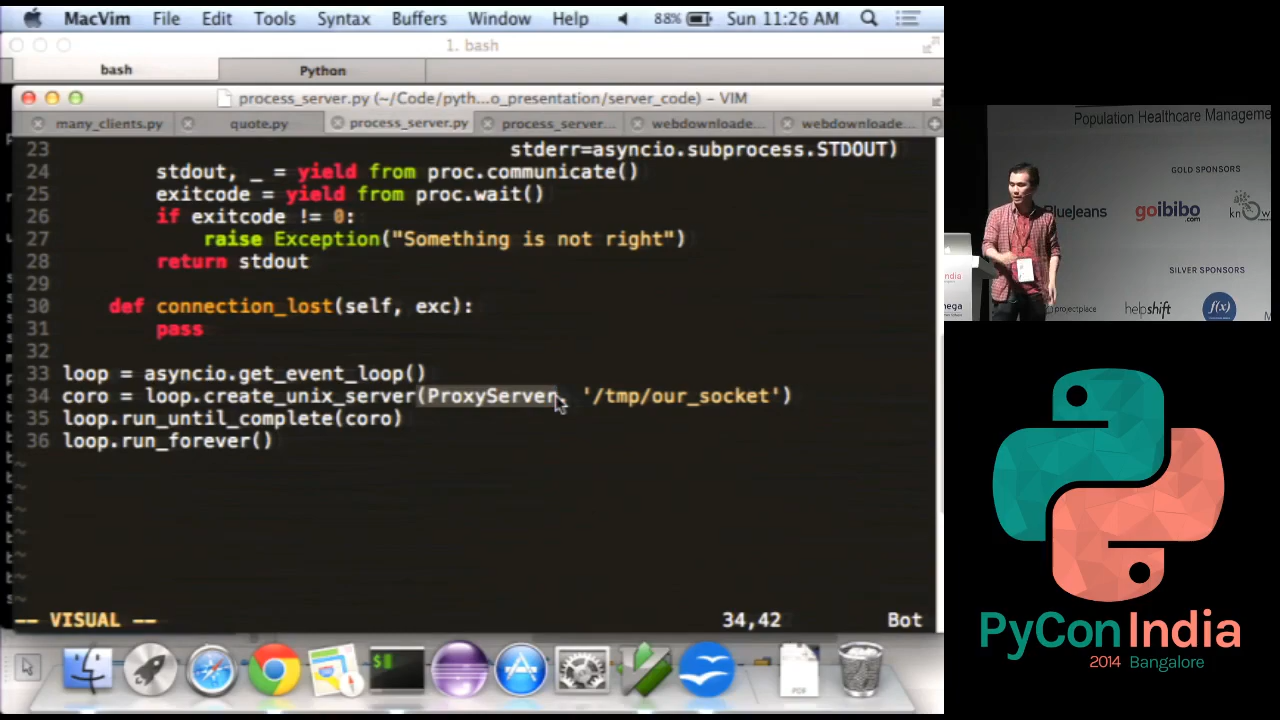 MacVim File Edit Tools Syntax Buffers Window Help 88% Sun 11:26 AM
1. bash
bash Python
process_server.py (~/Code/pyth...o_presentation/server_code) – VIM
many_clients.py quote.py process_server.py process_server... webdownloade... webdownloade...
23 stderr=asyncio.subprocess.STDOUT)
24 stdout, _ = yield from proc.communicate()
25 exitcode = yield from proc.wait()
26 if exitcode != 0:
27 raise Exception("Something is not right")
28 return stdout
29
30 def connection_lost(self, exc):
31 pass
32
33 loop = asyncio.get_event_loop()
34 coro = loop.create_unix_server(ProxyServer, '/tmp/our_socket')
35 loop.run_until_complete(coro)
36 loop.run_forever()
~
~
~
~
~
~
~
-- VISUAL -- 34,42 Bot
PDF
Population Healthcare Manageme
GOLD SPONSORS
BlueJeans goibibo.com
India
SILVER SPONSORS
projectplace helpshift f(x)
PyCon India
2014 Bangalore